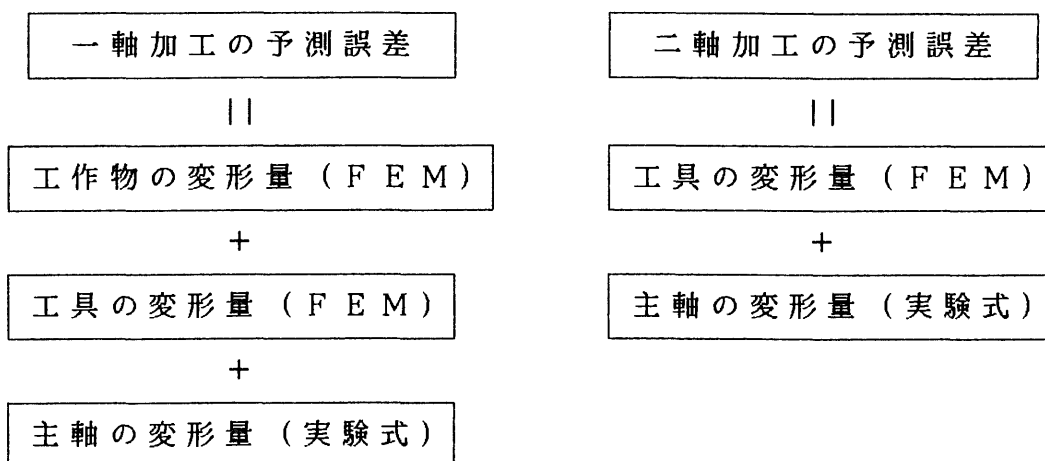 一軸加工の予測誤差
||
工作物の変形量(FEM)
+
工具の変形量(FEM)
+
主軸の変形量(実験式)
二軸加工の予測誤差
||
工具の変形量(FEM)
+
主軸の変形量(実験式)